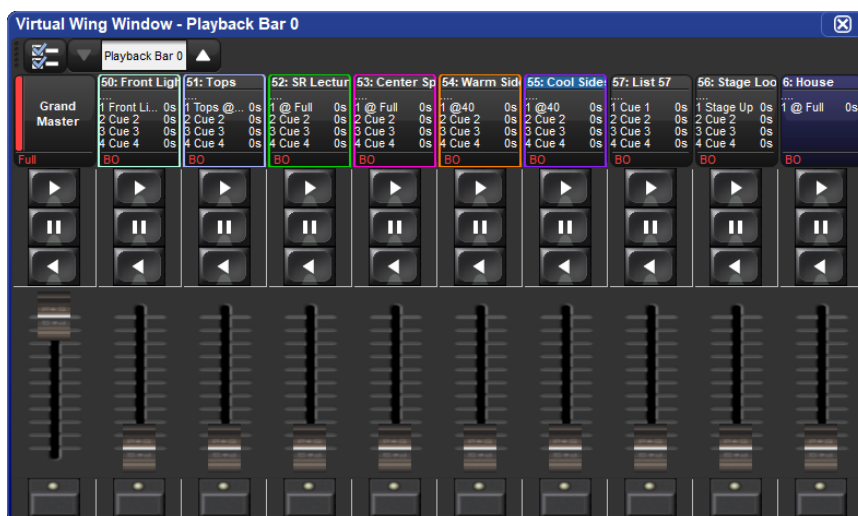 Virtual Wing Window - Playback Bar 0
Playback Bar 0
Grand
Master
Full
50: Front Ligh
....
1 Front Li... 0s
2 Cue 2 0s
3 Cue 3 0s
4 Cue 4 0s
BO
51: Tops
....
1 Tops @... 0s
2 Cue 2 0s
3 Cue 3 0s
4 Cue 4 0s
BO
52: SR Lectur
....
1 @ Full 0s
2 Cue 2 0s
3 Cue 3 0s
4 Cue 4 0s
BO
53: Center Sp
....
1 @ Full 0s
2 Cue 2 0s
3 Cue 3 0s
4 Cue 4 0s
BO
54: Warm Side
....
1 @40 0s
2 Cue 2 0s
3 Cue 3 0s
4 Cue 4 0s
BO
55: Cool Sides
....
1 @40 0s
2 Cue 2 0s
3 Cue 3 0s
4 Cue 4 0s
BO
57: List 57
....
1 Cue 1 0s
2 Cue 2 0s
3 Cue 3 0s
4 Cue 4 0s
BO
56: Stage Loo
....
1 Stage Up 0s
2 Cue 2 0s
3 Cue 3 0s
4 Cue 4 0s
BO
6: House
....
1 @ Full 0s
BO